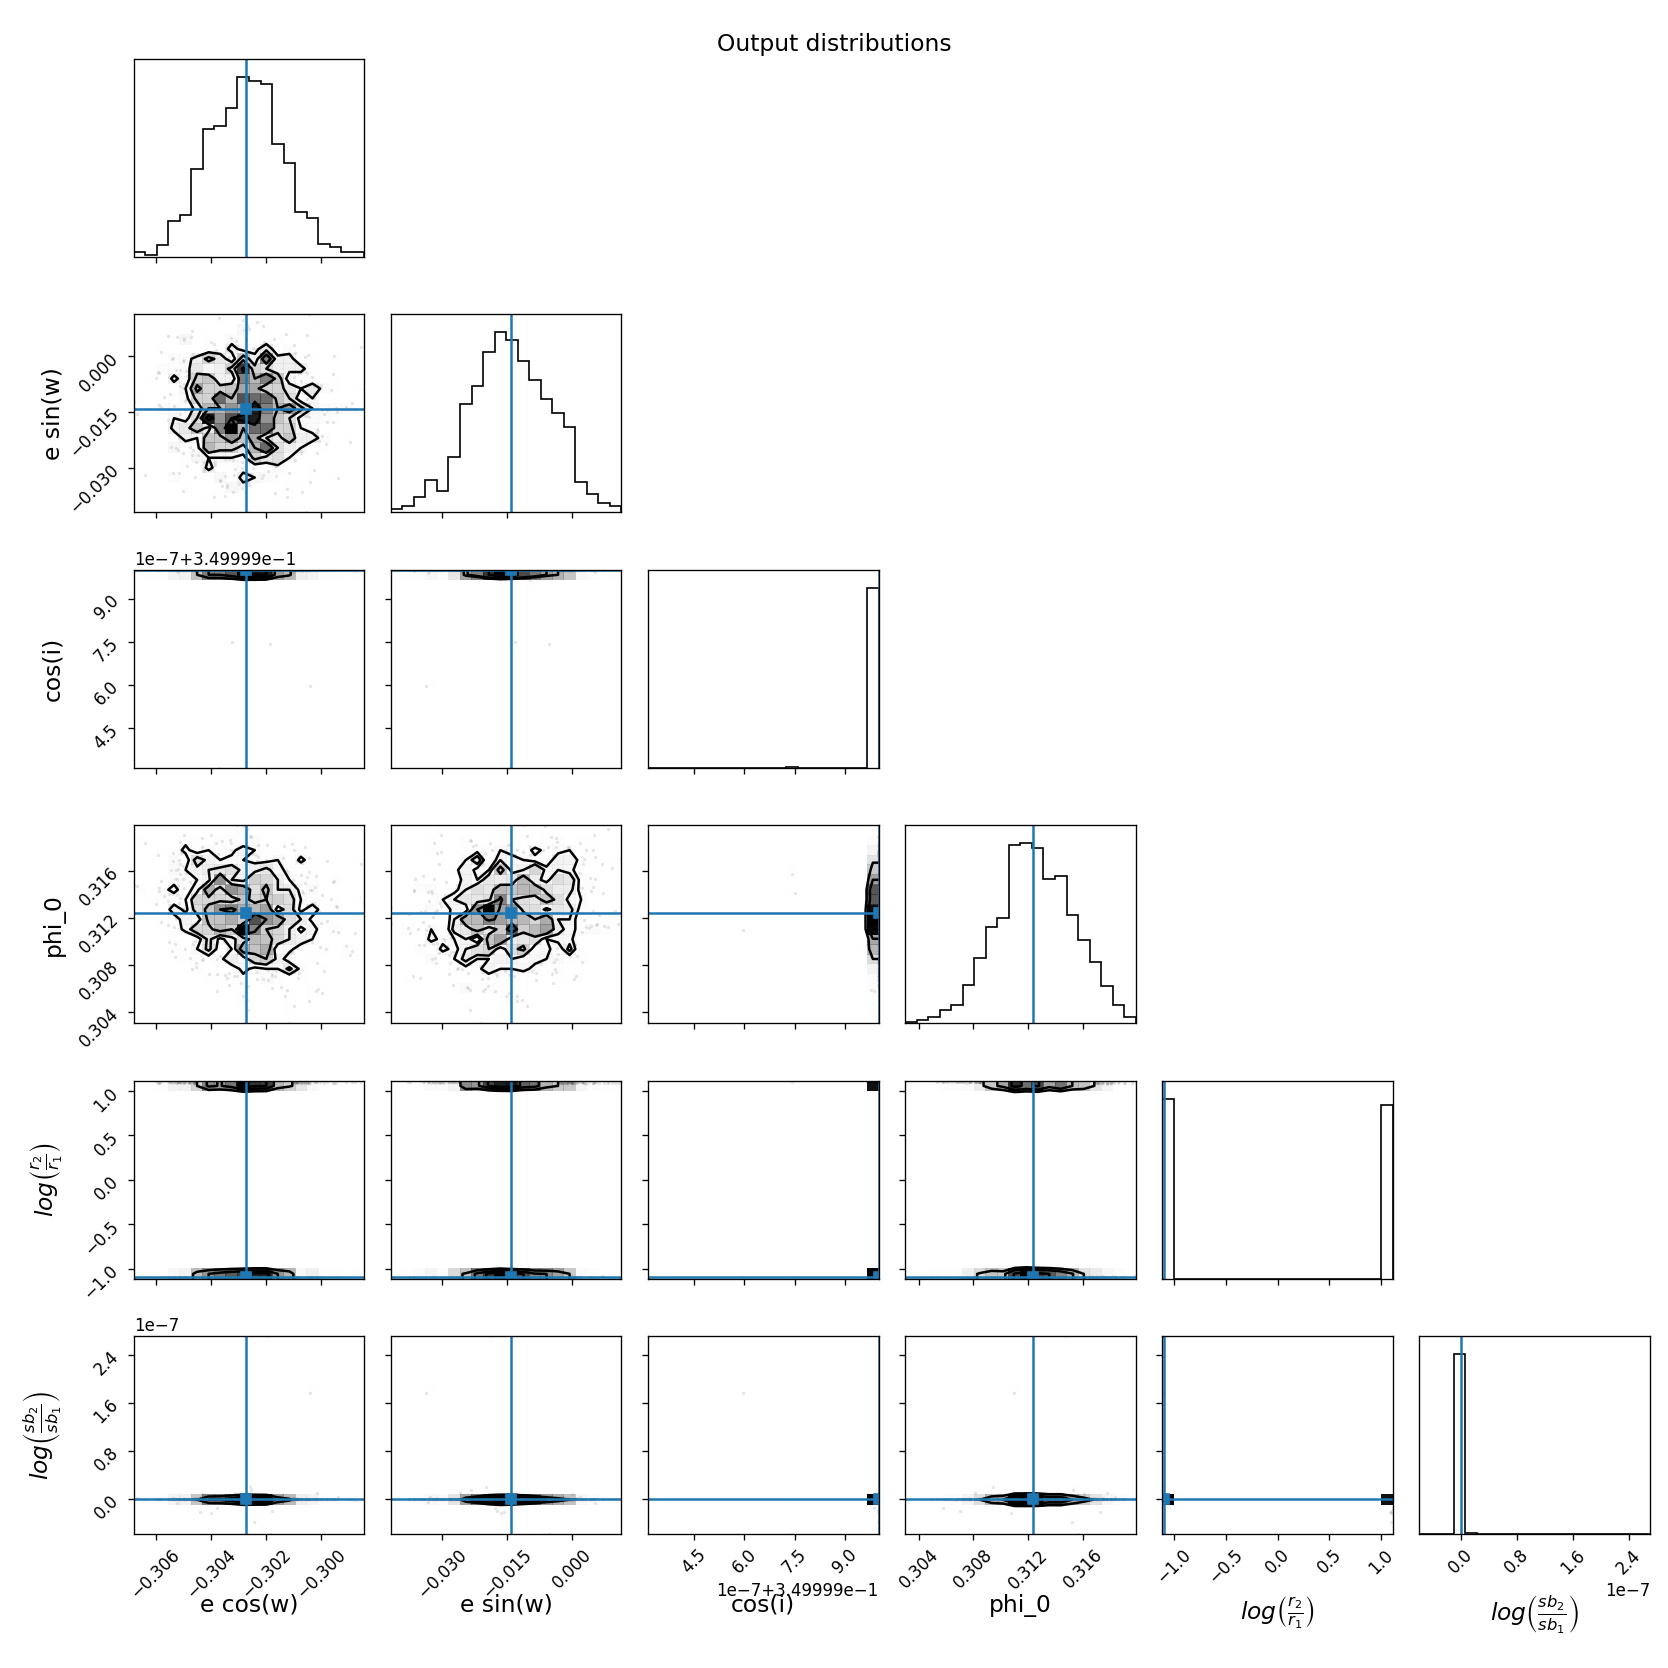 Output distributions
e sin(w)
0.000
−0.015
−0.030
1e−7+3.49999e−1
cos(i)
9.0
7.5
6.0
4.5
phi_0
0.316
0.312
0.308
0.304
log(r₂/r₁)
1.0
0.5
0.0
−0.5
−1.0
1e−7
log(sb₂/sb₁)
2.4
1.6
0.8
0.0
−0.306 −0.304 −0.302 −0.300
−0.030 −0.015 0.000
4.5 6.0 7.5 9.0
0.304 0.308 0.312 0.316
−1.0 −0.5 0.0 0.5 1.0
0.0 0.8 1.6 2.4
1e−7+3.49999e−1
1e−7
e cos(w) e sin(w) cos(i) phi_0 log(r₂/r₁) log(sb₂/sb₁)